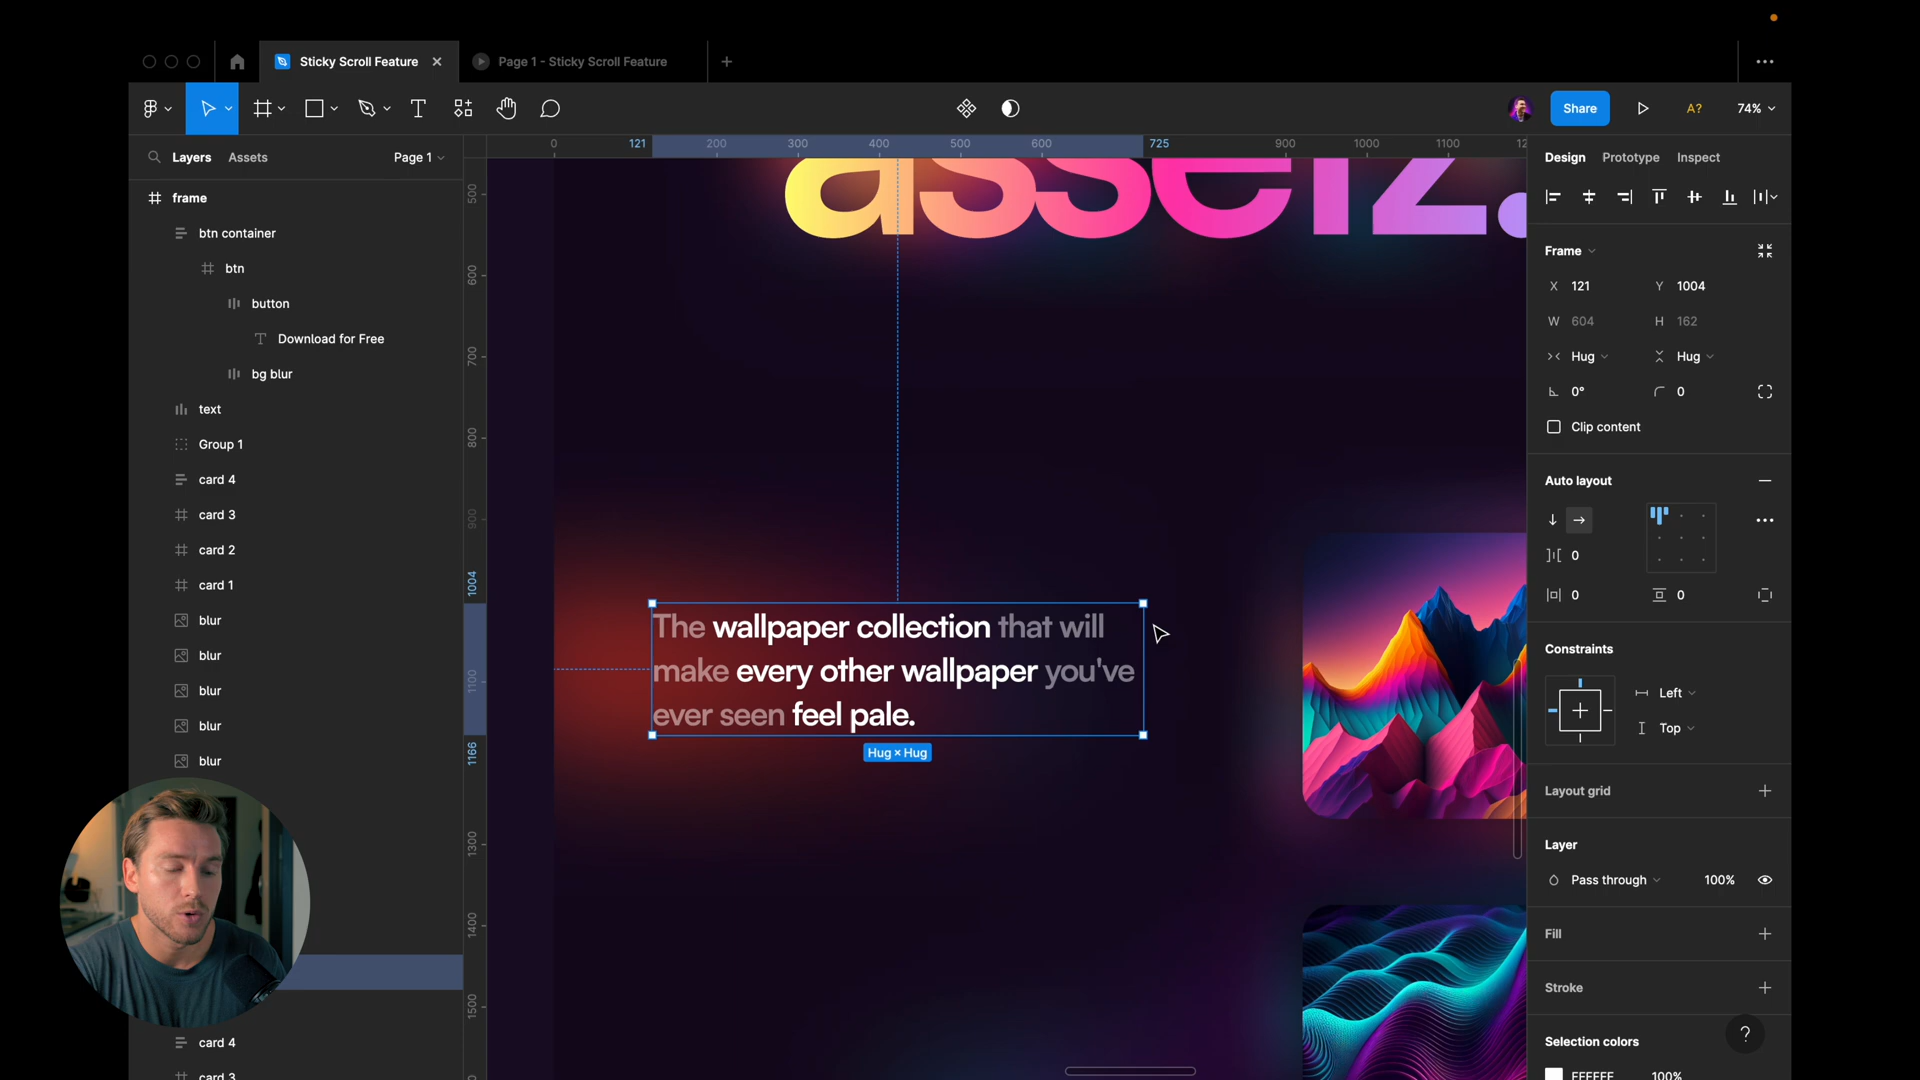 Sticky Scroll Feature
Page 1 - Sticky Scroll Feature
Share
A?
74%
Layers
Assets
Page 1
0
121
200
300
400
500
600
725
900
1000
1100
Design
Prototype
Inspect
frame
btn container
btn
button
Download for Free
bg blur
text
Group 1
card 4
card 3
card 2
card 1
blur
blur
blur
blur
blur
card 4
card 3
500
600
700
800
900
1004
1100
1166
1300
1400
1500
assetz.
The wallpaper collection that will
make every other wallpaper you've
ever seen feel pale.
Hug × Hug
Frame
X 121
Y 1004
W 604
H 162
Hug
Hug
0°
0
Clip content
Auto layout
0
0
0
Constraints
Left
Top
Layout grid
Layer
Pass through
100%
Fill
Stroke
Selection colors
FFFFFF
100%
?